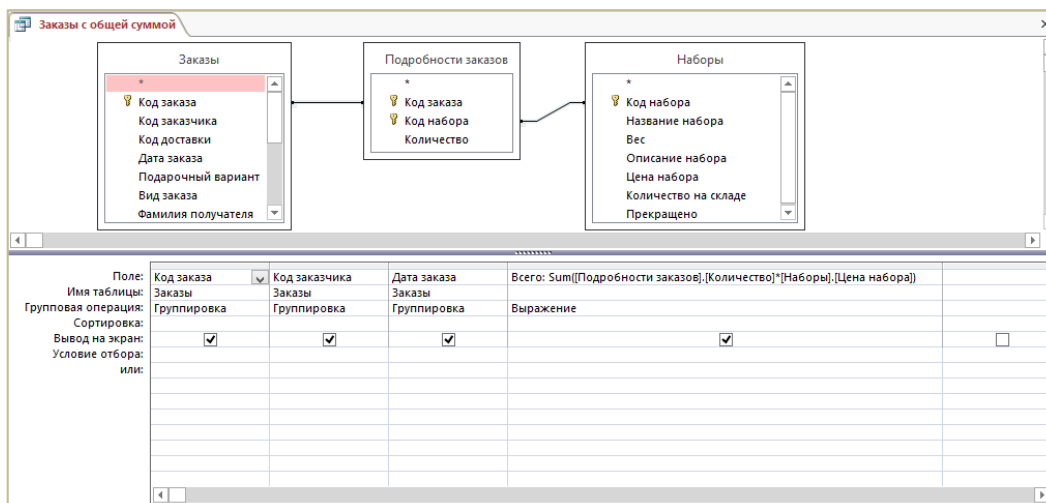 Заказы с общей суммой
Заказы
*
Код заказа
Код заказчика
Код доставки
Дата заказа
Подарочный вариант
Вид заказа
Фамилия получателя
Подробности заказов
*
Код заказа
Код набора
Количество
Наборы
*
Код набора
Название набора
Вес
Описание набора
Цена набора
Количество на складе
Прекращено
Поле: Код заказа Код заказчика Дата заказа Всего: Sum([Подробности заказов].[Количество]*[Наборы].[Цена набора])
Имя таблицы: Заказы Заказы Заказы
Групповая операция: Группировка Группировка Группировка Выражение
Сортировка:
Вывод на экран:
Условие отбора:
или: